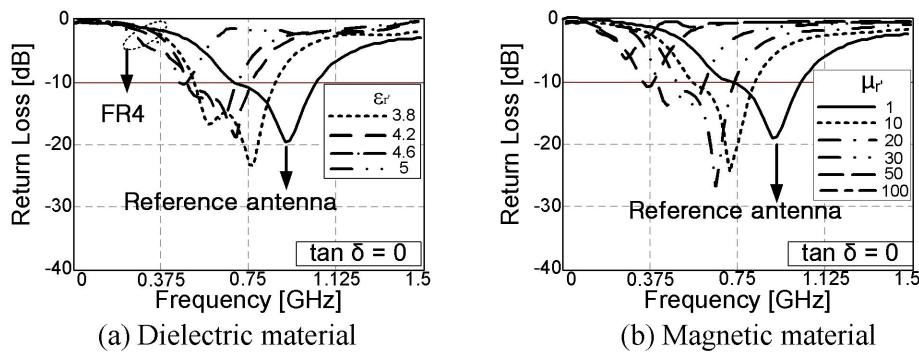 0
-10
-20
-30
-40
Return Loss [dB]
FR4
εr'
3.8
4.2
4.6
5
Reference antenna
tan δ = 0
0 0.375 0.75 1.125 1.5
Frequency [GHz]
(a) Dielectric material
0
-10
-20
-30
-40
Return Loss [dB]
μr'
1
10
20
30
50
100
Reference antenna
tan δ = 0
0 0.375 0.75 1.125 1.5
Frequency [GHz]
(b) Magnetic material